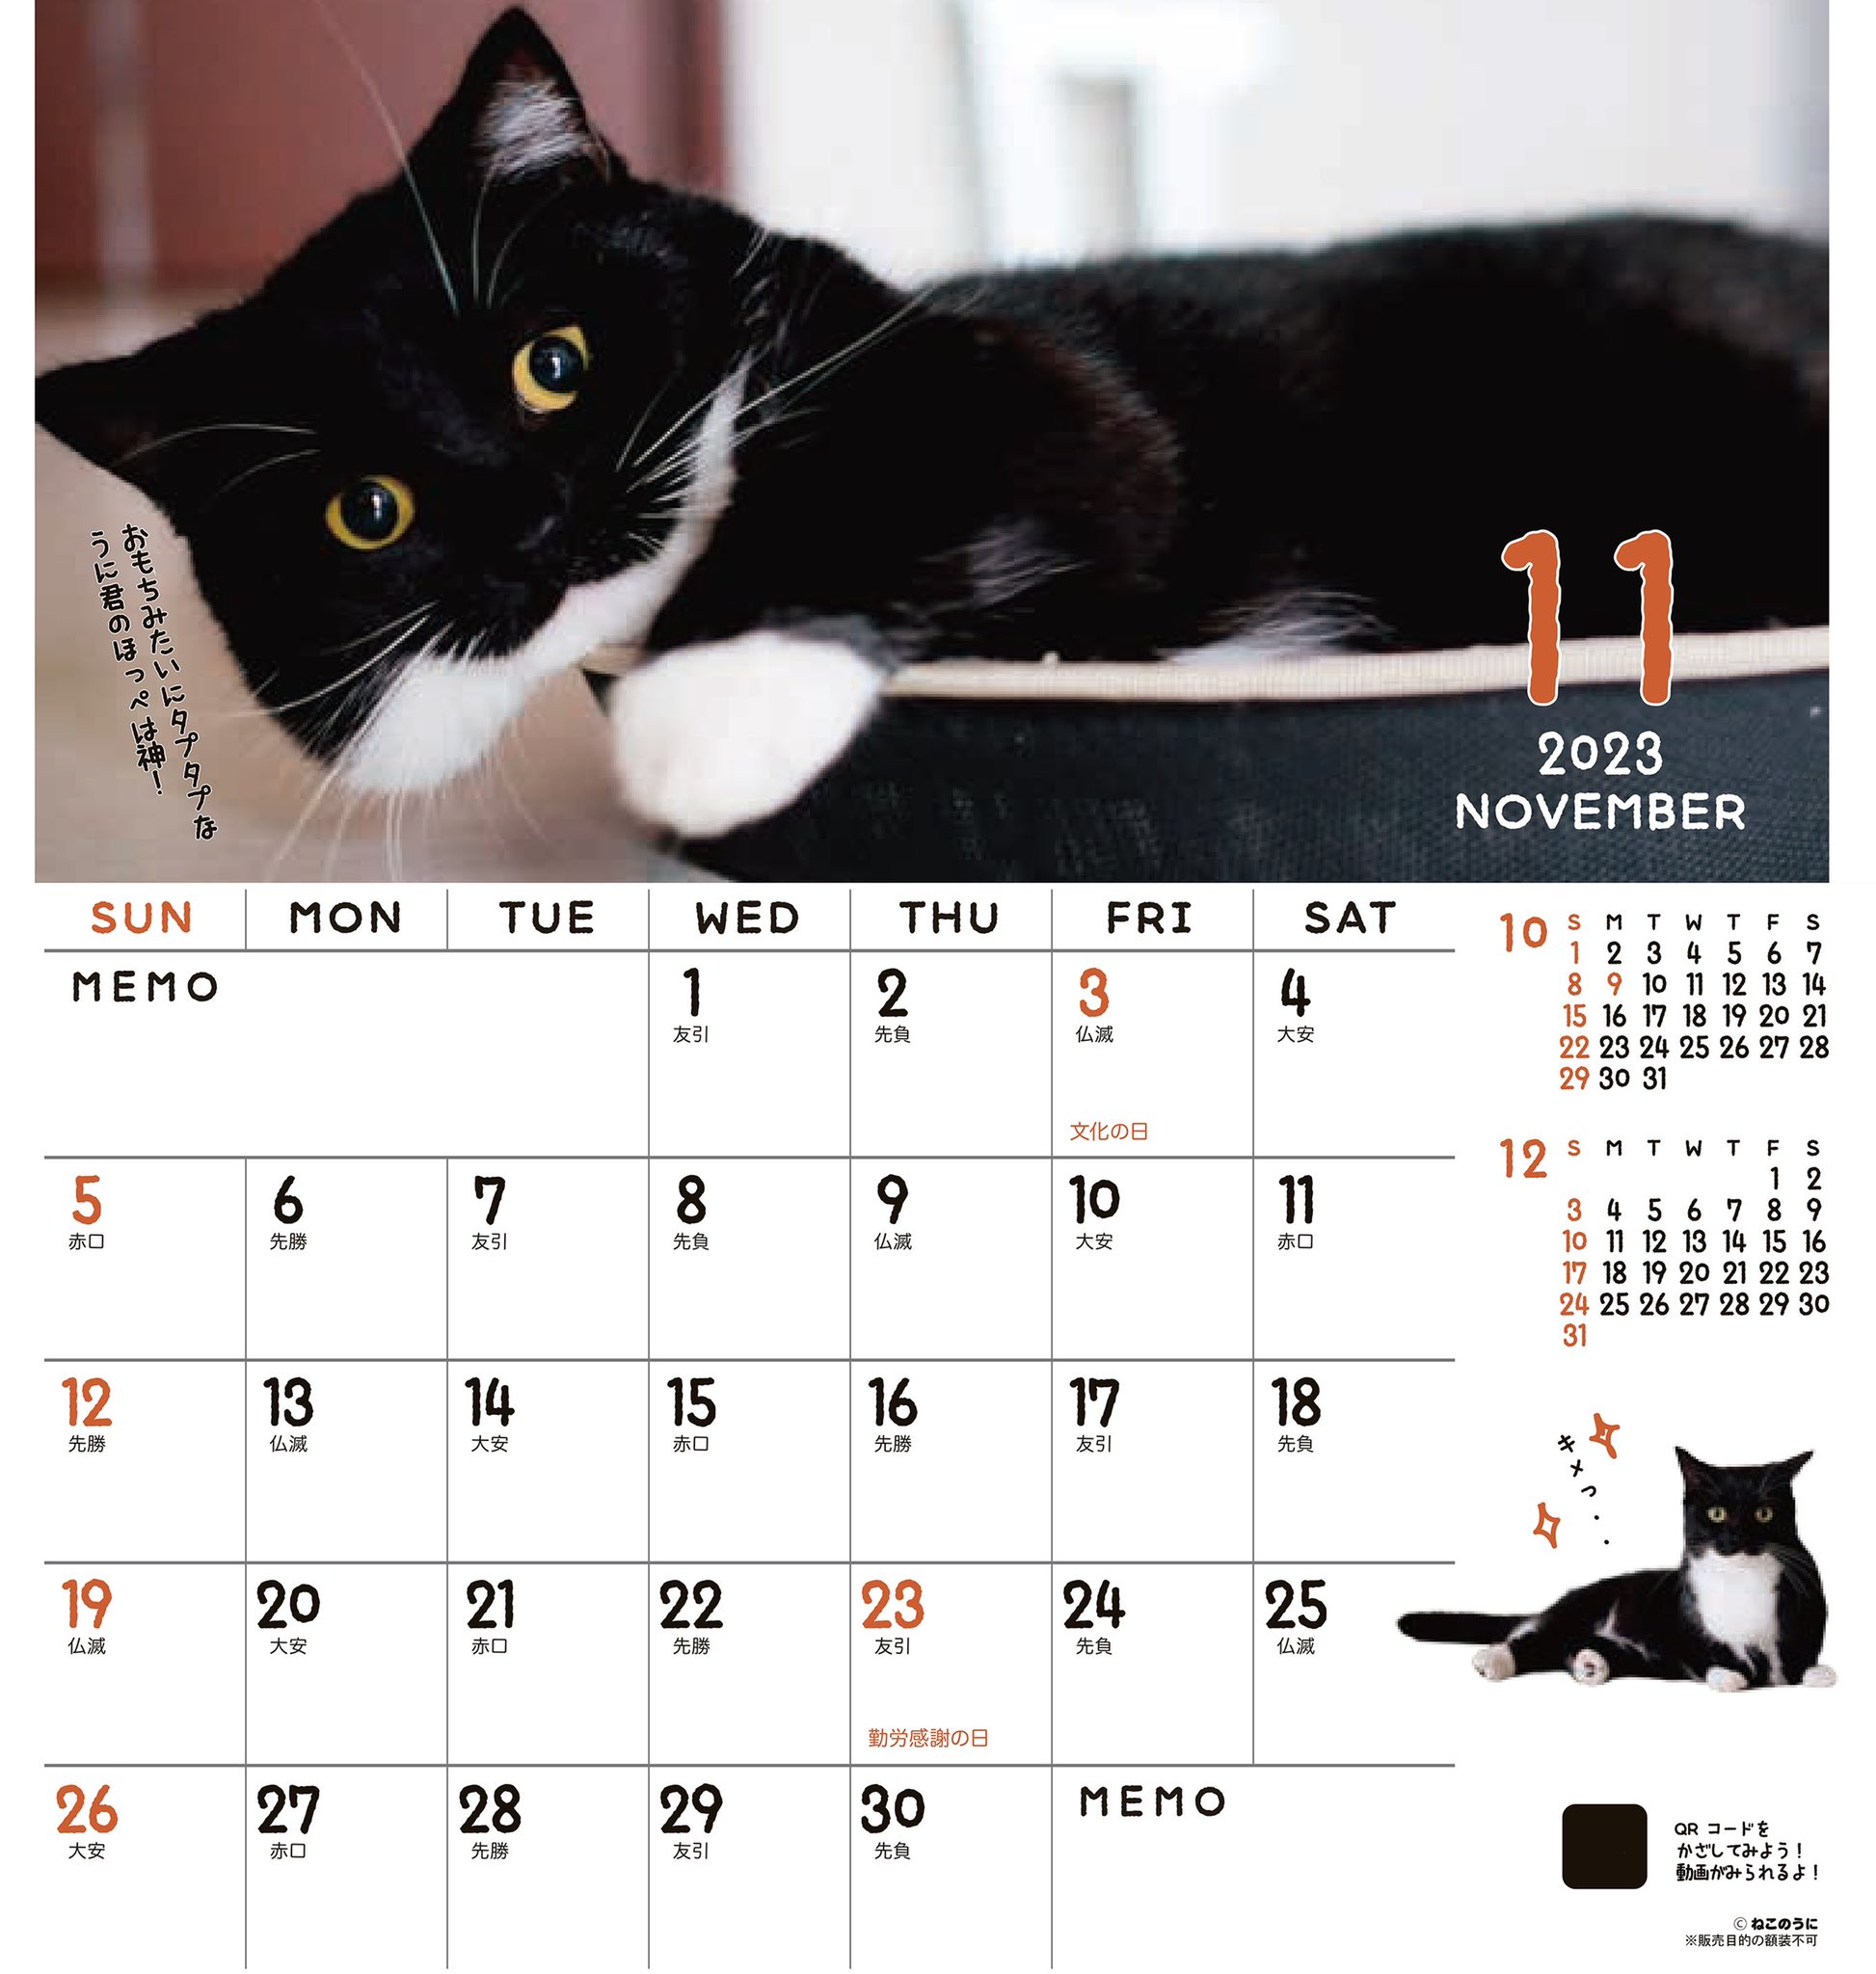 おもちみたいにタプタプな
うに君のほっぺは神！
11
2023
NOVEMBER
SUN MON TUE WED THU FRI SAT
MEMO
1 2 3 4
友引 先負 仏滅 大安
文化の日
5 6 7 8 9 10 11
赤口 先勝 友引 先負 仏滅 大安 赤口
12 13 14 15 16 17 18
先勝 仏滅 大安 赤口 先勝 友引 先負
19 20 21 22 23 24 25
仏滅 大安 赤口 先勝 友引 先負 仏滅
勤労感謝の日
26 27 28 29 30
大安 赤口 先勝 友引 先負
MEMO
10 S M T W T F S
1 2 3 4 5 6 7
8 9 10 11 12 13 14
15 16 17 18 19 20 21
22 23 24 25 26 27 28
29 30 31
12 S M T W T F S
1 2
3 4 5 6 7 8 9
10 11 12 13 14 15 16
17 18 19 20 21 22 23
24 25 26 27 28 29 30
31
キメっ・・
QR コードを
かざしてみよう！
動画がみられるよ！
© ねこのうに
※販売目的の額装不可